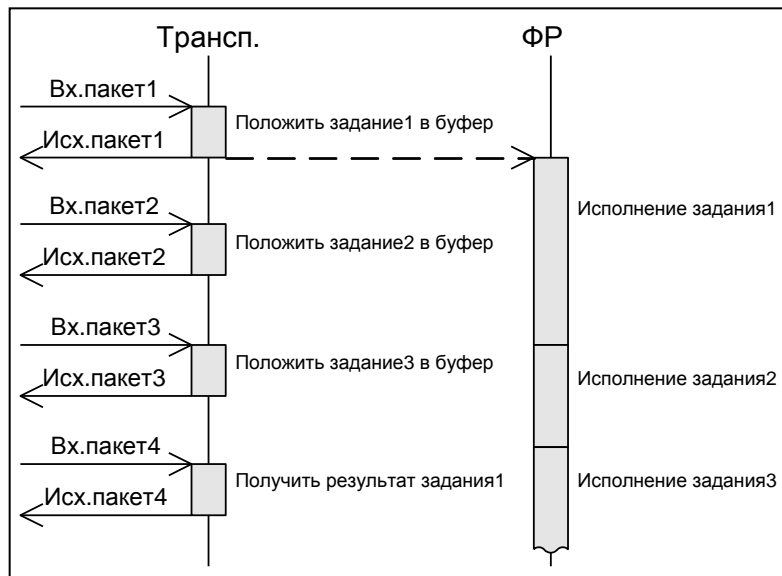 Трансп.
ФР
Вх.пакет1
Положить задание1 в буфер
Исх.пакет1
Исполнение задания1
Вх.пакет2
Положить задание2 в буфер
Исх.пакет2
Вх.пакет3
Положить задание3 в буфер
Исх.пакет3
Исполнение задания2
Вх.пакет4
Получить результат задания1
Исполнение задания3
Исх.пакет4